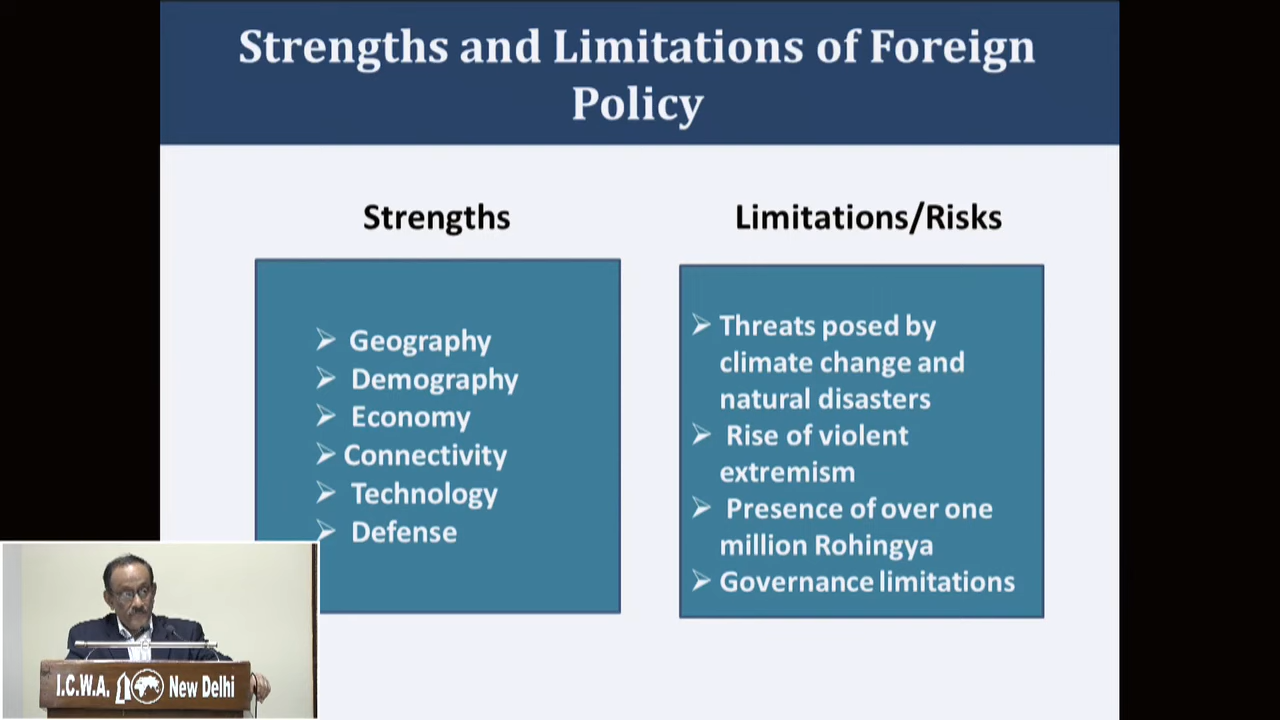 Strengths and Limitations of Foreign
Policy
Strengths
Geography
Demography
Economy
Connectivity
Technology
Defense
Limitations/Risks
Threats posed by
climate change and
natural disasters
Rise of violent
extremism
Presence of over one
million Rohingya
Governance limitations
I.C.W.A. New Delhi